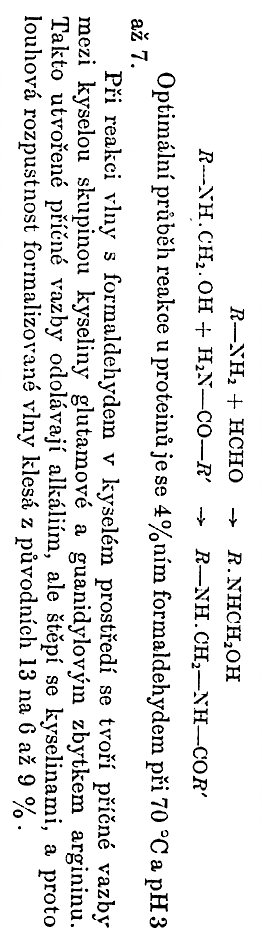 R—NH₂ + HCHO → R.NHCH₂OH
R—NH.CH₂.OH + H₂N—CO—R′ → R—NH.CH₂—NH—COR′
Optimální průběh reakce u proteinů je se 4%ním formaldehydem při 70 °C a pH 3
až 7.
Při reakci vlny s formaldehydem v kyselém prostředí se tvoří příčné vazby
mezi kyselou skupinou kyseliny glutamové a guanidylovým zbytkem argininu.
Takto utvořené příčné vazby odolávají alkáliím, ale štěpí se kyselinami, a proto
louhová rozpustnost formalizované vlny klesá z původních 13 na 6 až 9 %.